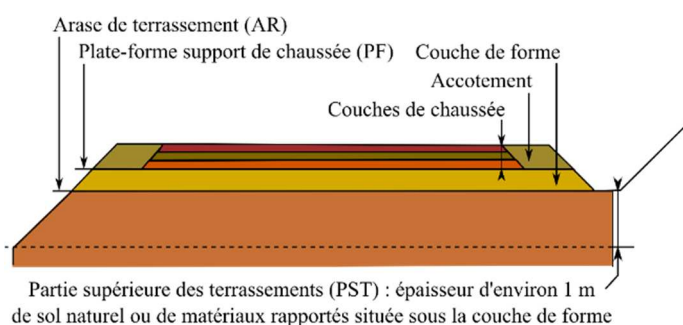 Arase de terrassement (AR)
Plate-forme support de chaussée (PF)
Couche de forme
Accotement
Couches de chaussée
Partie supérieure des terrassements (PST) : épaisseur d'environ 1 m
de sol naturel ou de matériaux rapportés située sous la couche de forme